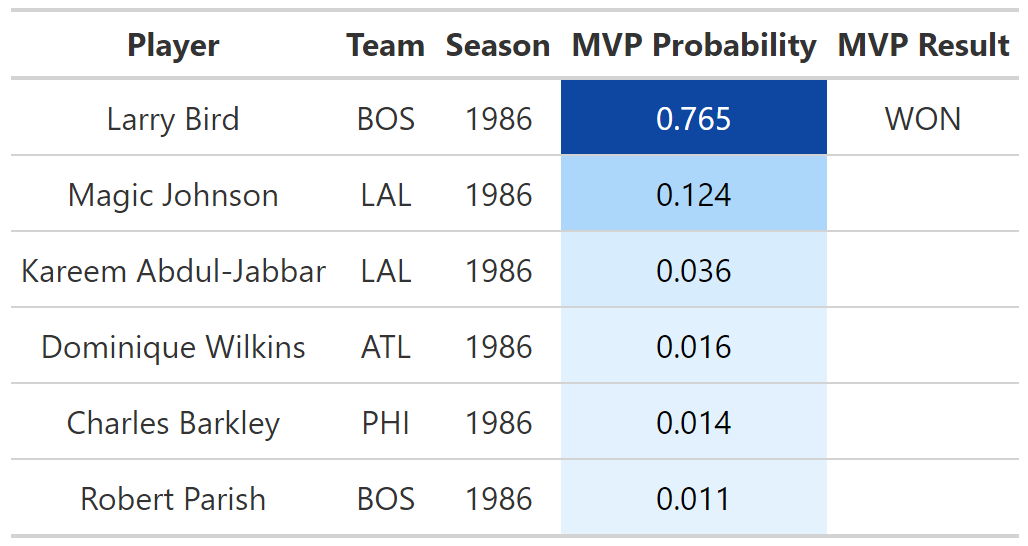 Player Team Season MVP Probability MVP Result
Larry Bird BOS 1986 0.765 WON
Magic Johnson LAL 1986 0.124
Kareem Abdul-Jabbar LAL 1986 0.036
Dominique Wilkins ATL 1986 0.016
Charles Barkley PHI 1986 0.014
Robert Parish BOS 1986 0.011